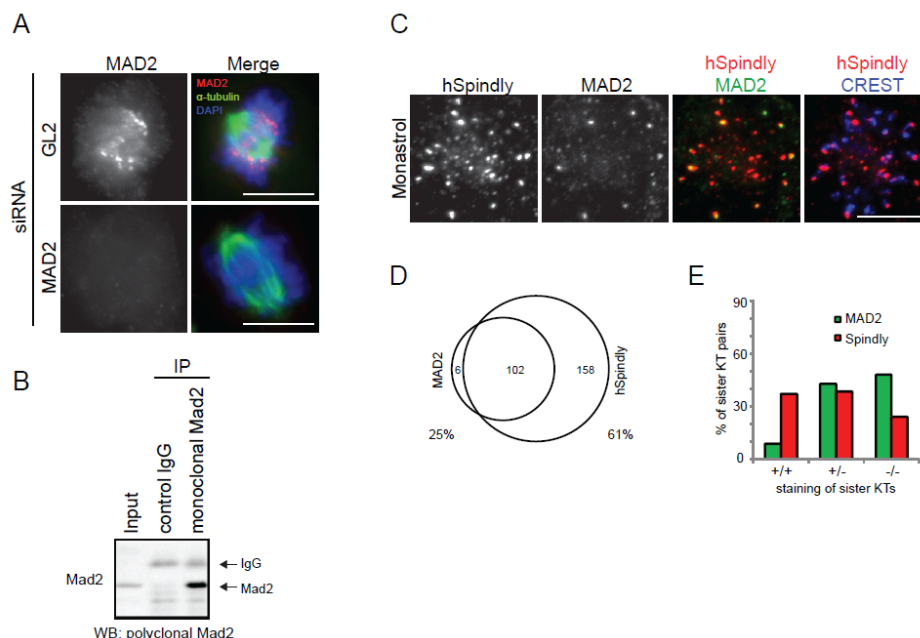 A
MAD2
Merge
siRNA
GL2
MAD2
MAD2
α-tubulin
DAPI
B
IP
Input
control IgG
monoclonal Mad2
Mad2
IgG
Mad2
WB: polyclonal Mad2
C
hSpindly
MAD2
hSpindly
MAD2
hSpindly
CREST
Monastrol
D
MAD2
6
102
158
hSpindly
25%
61%
E
% of sister KT pairs
90
60
30
0
MAD2
Spindly
+/+
+/-
-/-
staining of sister KTs